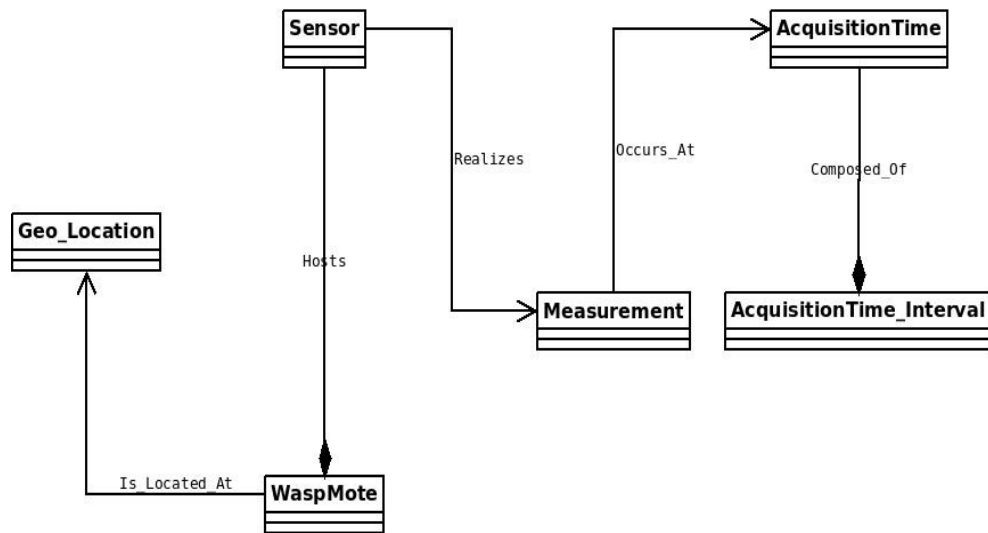 Sensor
AcquisitionTime
Realizes
Occurs_At
Composed_Of
Geo_Location
Hosts
Measurement
AcquisitionTime_Interval
Is_Located_At
WaspMote